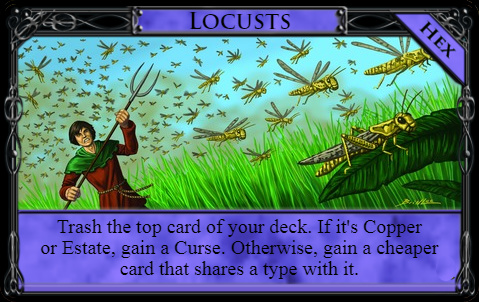 LOCUSTS
HEX
Trash the top card of your deck. If it's Copper
or Estate, gain a Curse. Otherwise, gain a cheaper
card that shares a type with it.